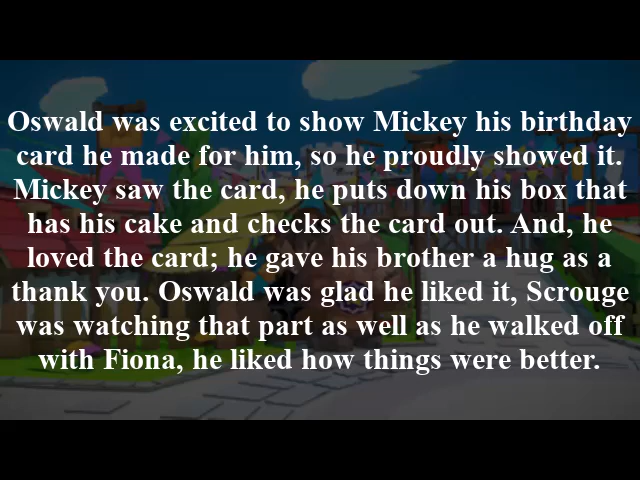 Oswald was excited to show Mickey his birthday
card he made for him, so he proudly showed it.
Mickey saw the card, he puts down his box that
has his cake and checks the card out. And, he
loved the card; he gave his brother a hug as a
thank you. Oswald was glad he liked it, Scrouge
was watching that part as well as he walked off
with Fiona, he liked how things were better.